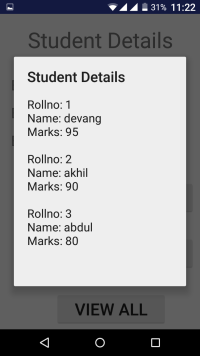 31% 11:22
Student Details
Student Details
Rollno: 1
Name: devang
Marks: 95
Rollno: 2
Name: akhil
Marks: 90
Rollno: 3
Name: abdul
Marks: 80
VIEW ALL